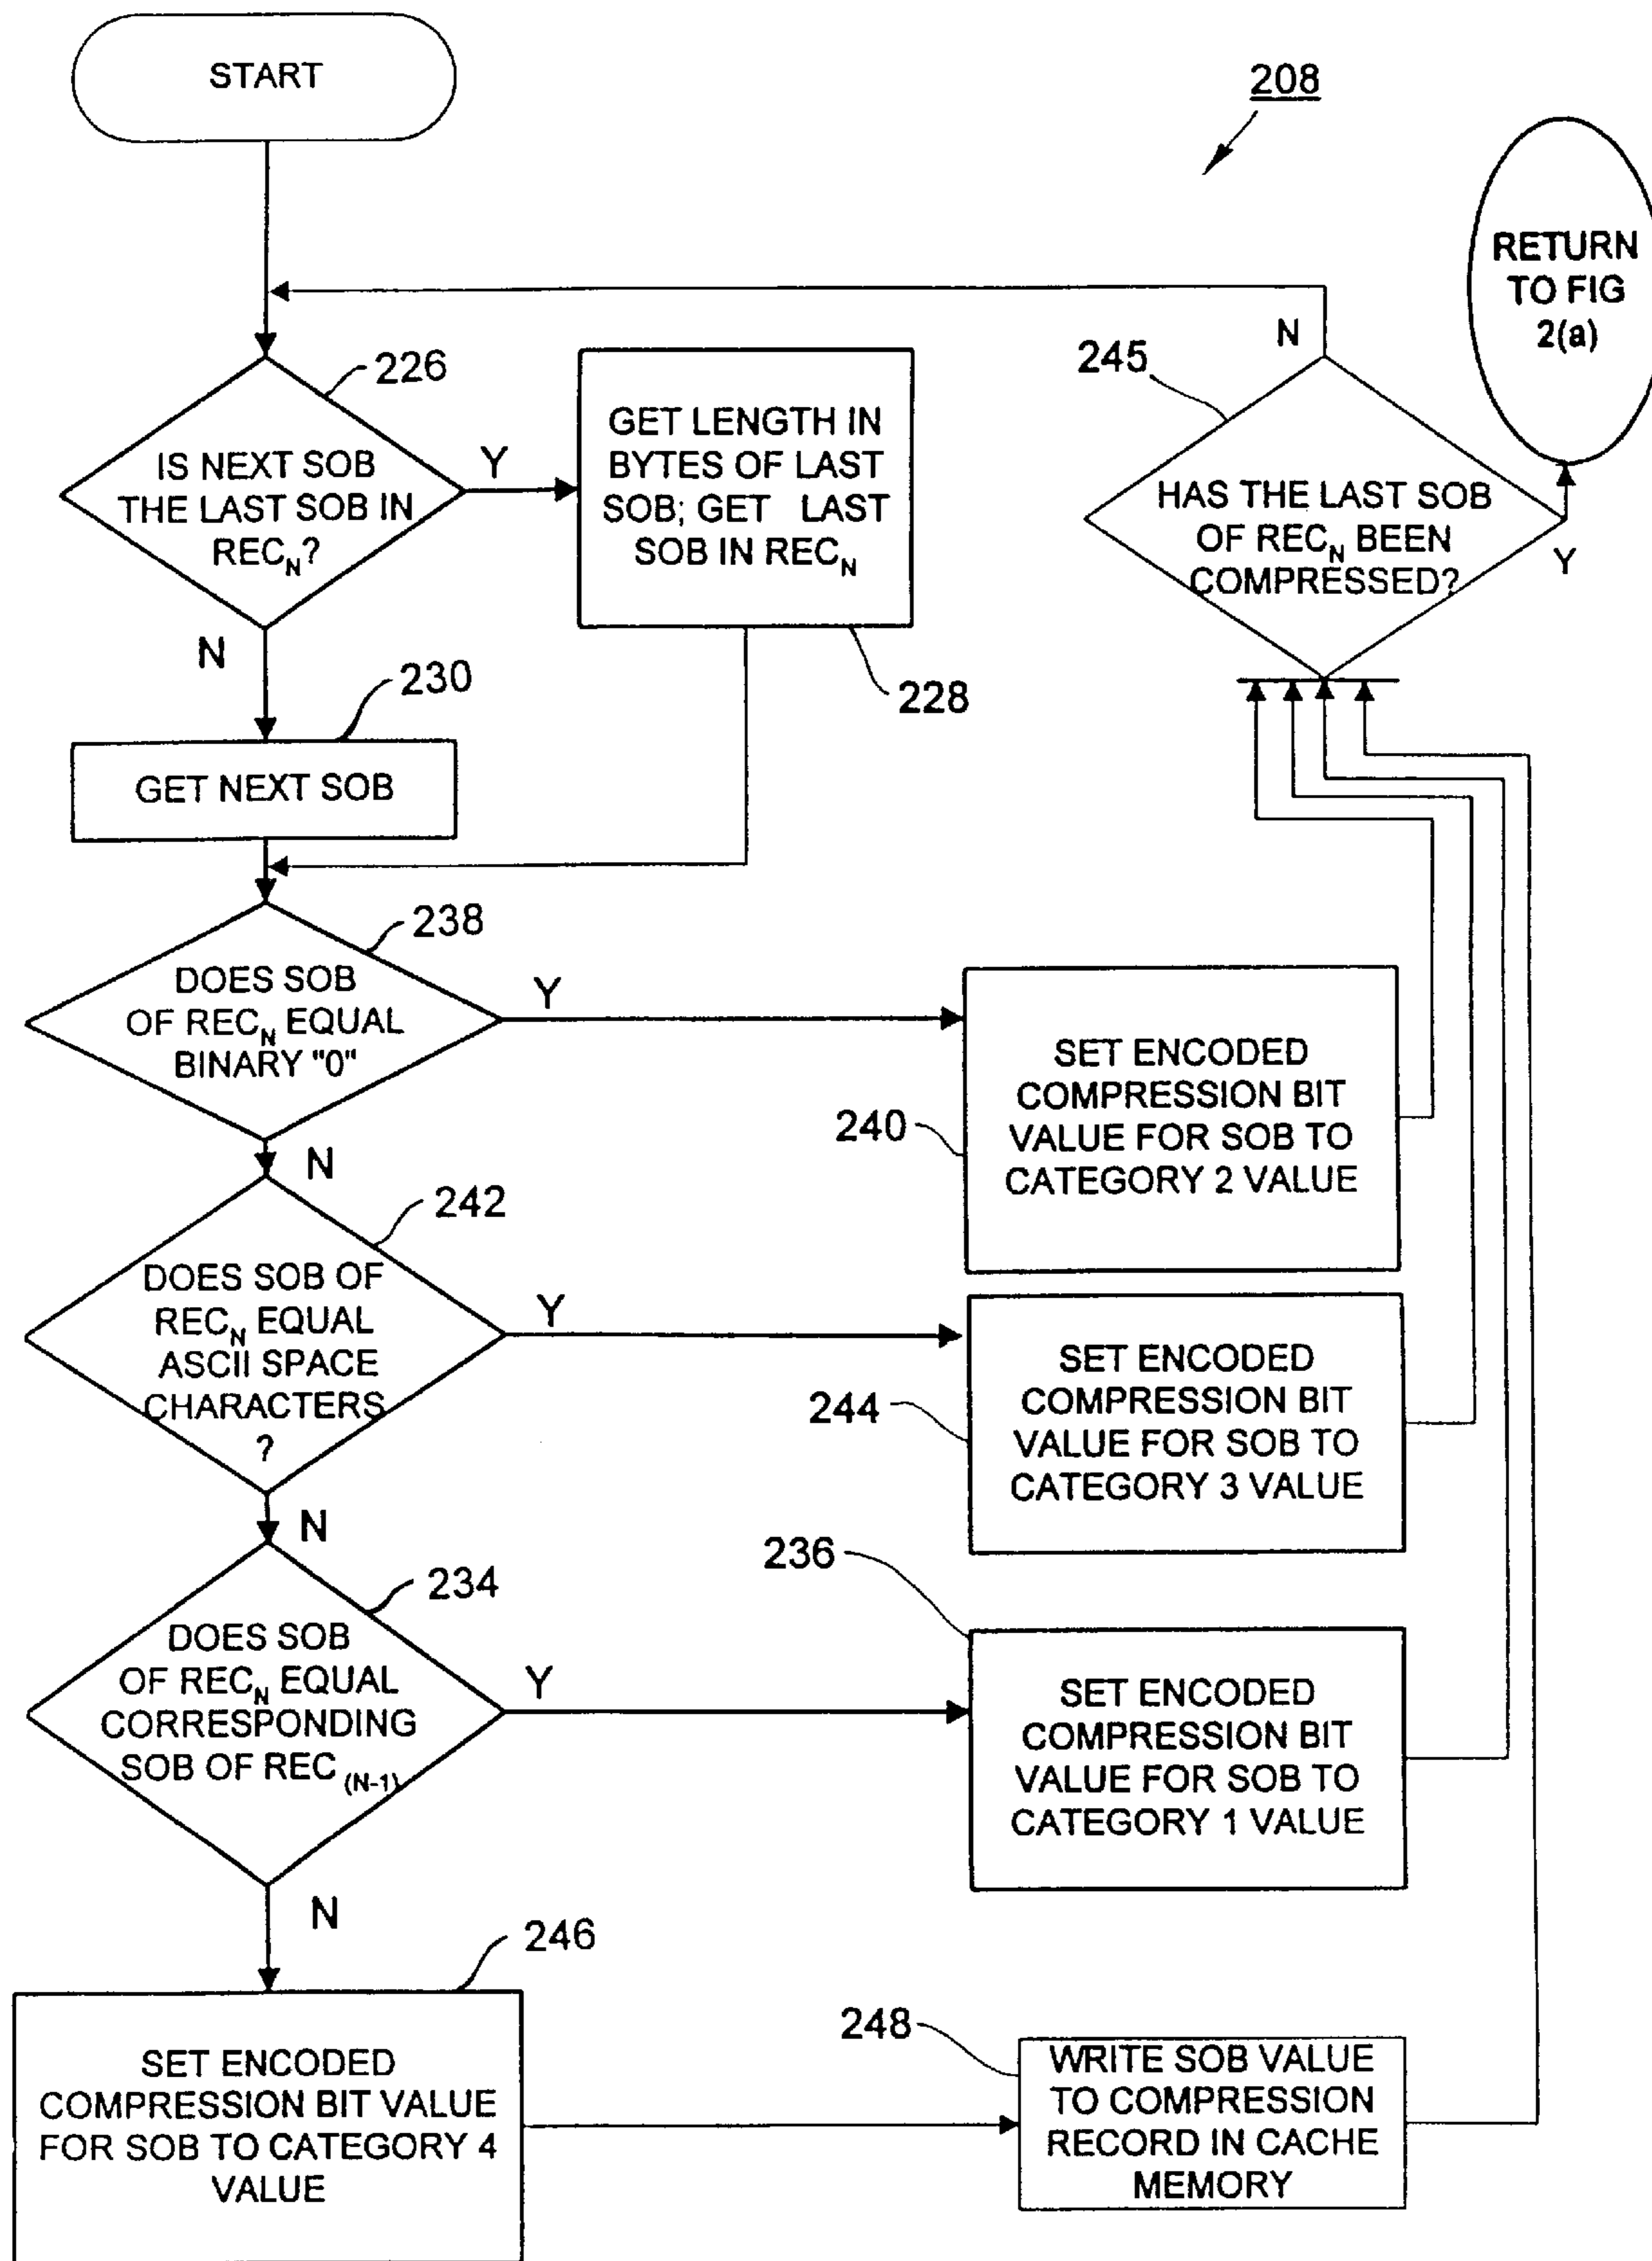 START
208
RETURN
TO FIG
2(a)
226
IS NEXT SOB
THE LAST SOB IN
REC_N?
Y
N
GET LENGTH IN
BYTES OF LAST
SOB; GET LAST
SOB IN REC_N
228
245
N
HAS THE LAST SOB
OF REC_N BEEN
COMPRESSED?
Y
230
GET NEXT SOB
238
DOES SOB
OF REC_N EQUAL
BINARY "0"
Y
N
240
SET ENCODED
COMPRESSION BIT
VALUE FOR SOB TO
CATEGORY 2 VALUE
242
DOES SOB OF
REC_N EQUAL
ASCII SPACE
CHARACTERS
?
Y
N
244
SET ENCODED
COMPRESSION BIT
VALUE FOR SOB TO
CATEGORY 3 VALUE
234
DOES SOB
OF REC_N EQUAL
CORRESPONDING
SOB OF REC (N-1)
Y
N
236
SET ENCODED
COMPRESSION BIT
VALUE FOR SOB TO
CATEGORY 1 VALUE
246
SET ENCODED
COMPRESSION BIT VALUE
FOR SOB TO CATEGORY 4
VALUE
248
WRITE SOB VALUE
TO COMPRESSION
RECORD IN CACHE
MEMORY